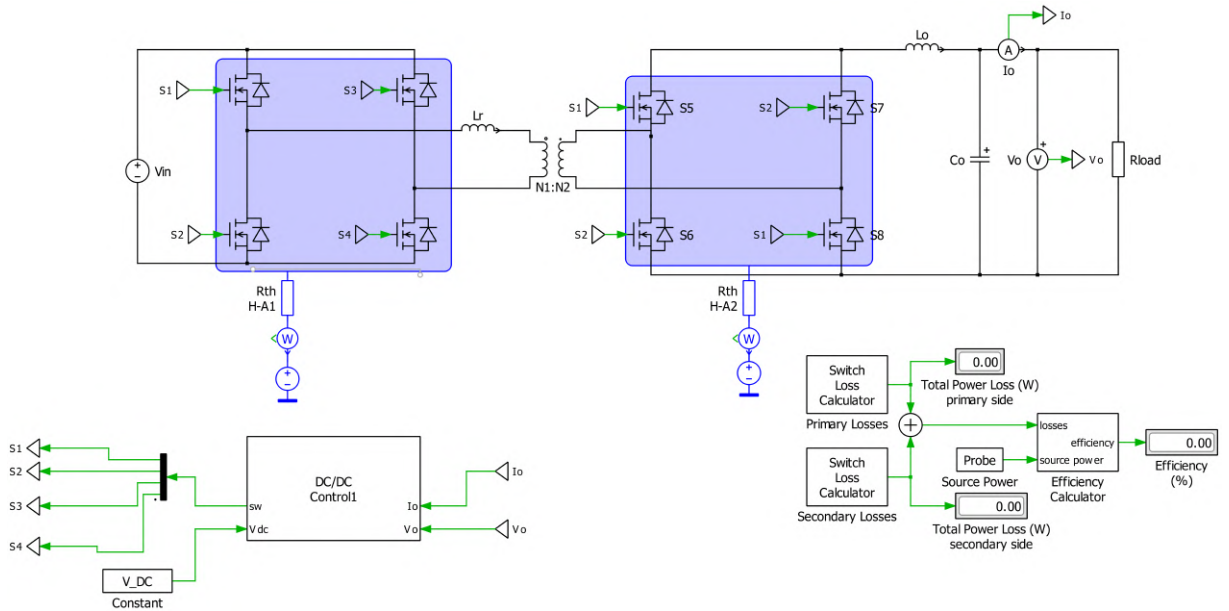 Io
Lo
A
Io
S1
S3
S1
S5
S2
S7
Lr
Vin
N1:N2
Co
+
Vo
V
+
Vo
Rload
S2
S4
S2
S6
S1
S8
Rth
H-A1
W
Rth
H-A2
W
Switch
Loss
Calculator
Primary Losses
0.00
Total Power Loss (W)
primary side
losses
efficiency
source power
Efficiency
Calculator
0.00
Efficiency
(%)
Probe
Source Power
Switch
Loss
Calculator
Secondary Losses
0.00
Total Power Loss (W)
secondary side
S1
S2
S3
S4
DC/DC
Control1
sw
Vdc
Io
Vo
Io
Vo
V_DC
Constant